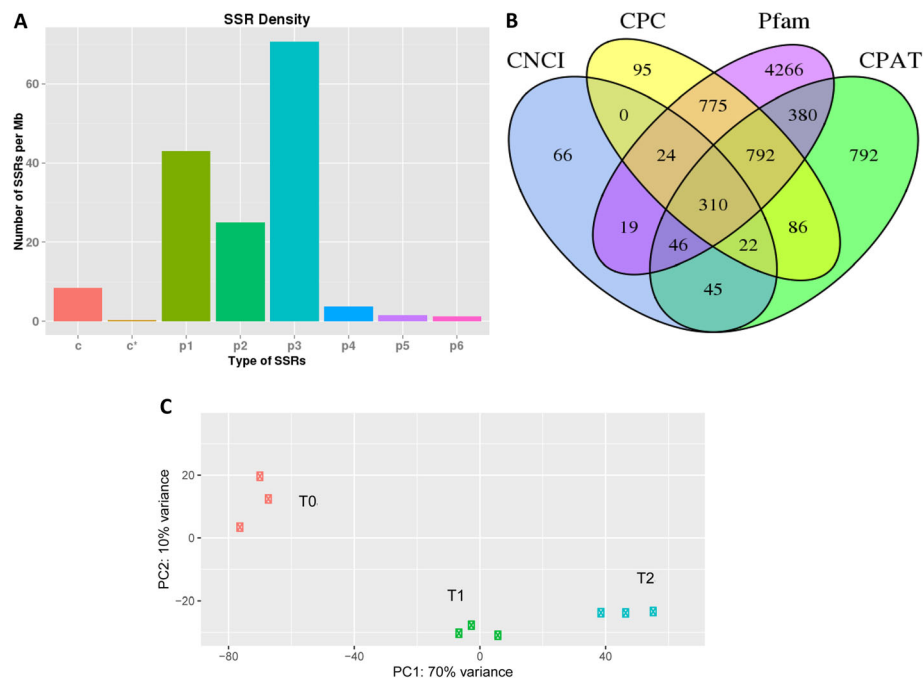 A
SSR Density
Number of SSRs per Mb
60
40
20
0
c
c*
p1
p2
p3
p4
p5
p6
Type of SSRs
B
CNCI
CPC
Pfam
CPAT
95
4266
0
775
380
66
24
792
792
310
19
46
22
86
45
C
PC2: 10% variance
20
0
−20
T0
T1
T2
−80
−40
0
40
PC1: 70% variance